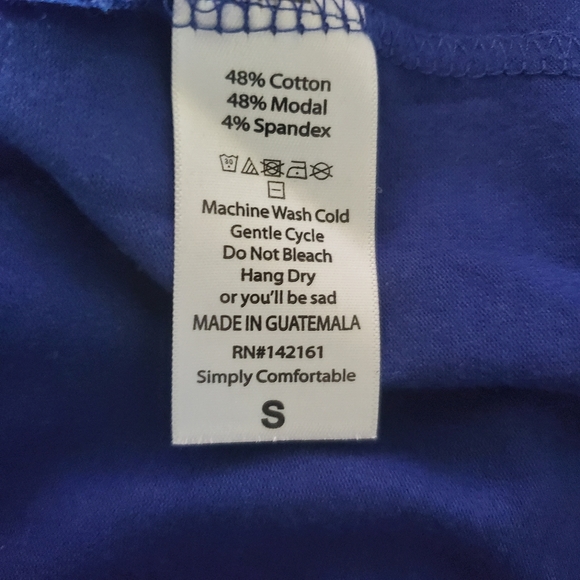 48% Cotton
48% Modal
4% Spandex
30
Machine Wash Cold
Gentle Cycle
Do Not Bleach
Hang Dry
or you'll be sad
MADE IN GUATEMALA
RN#142161
Simply Comfortable
S